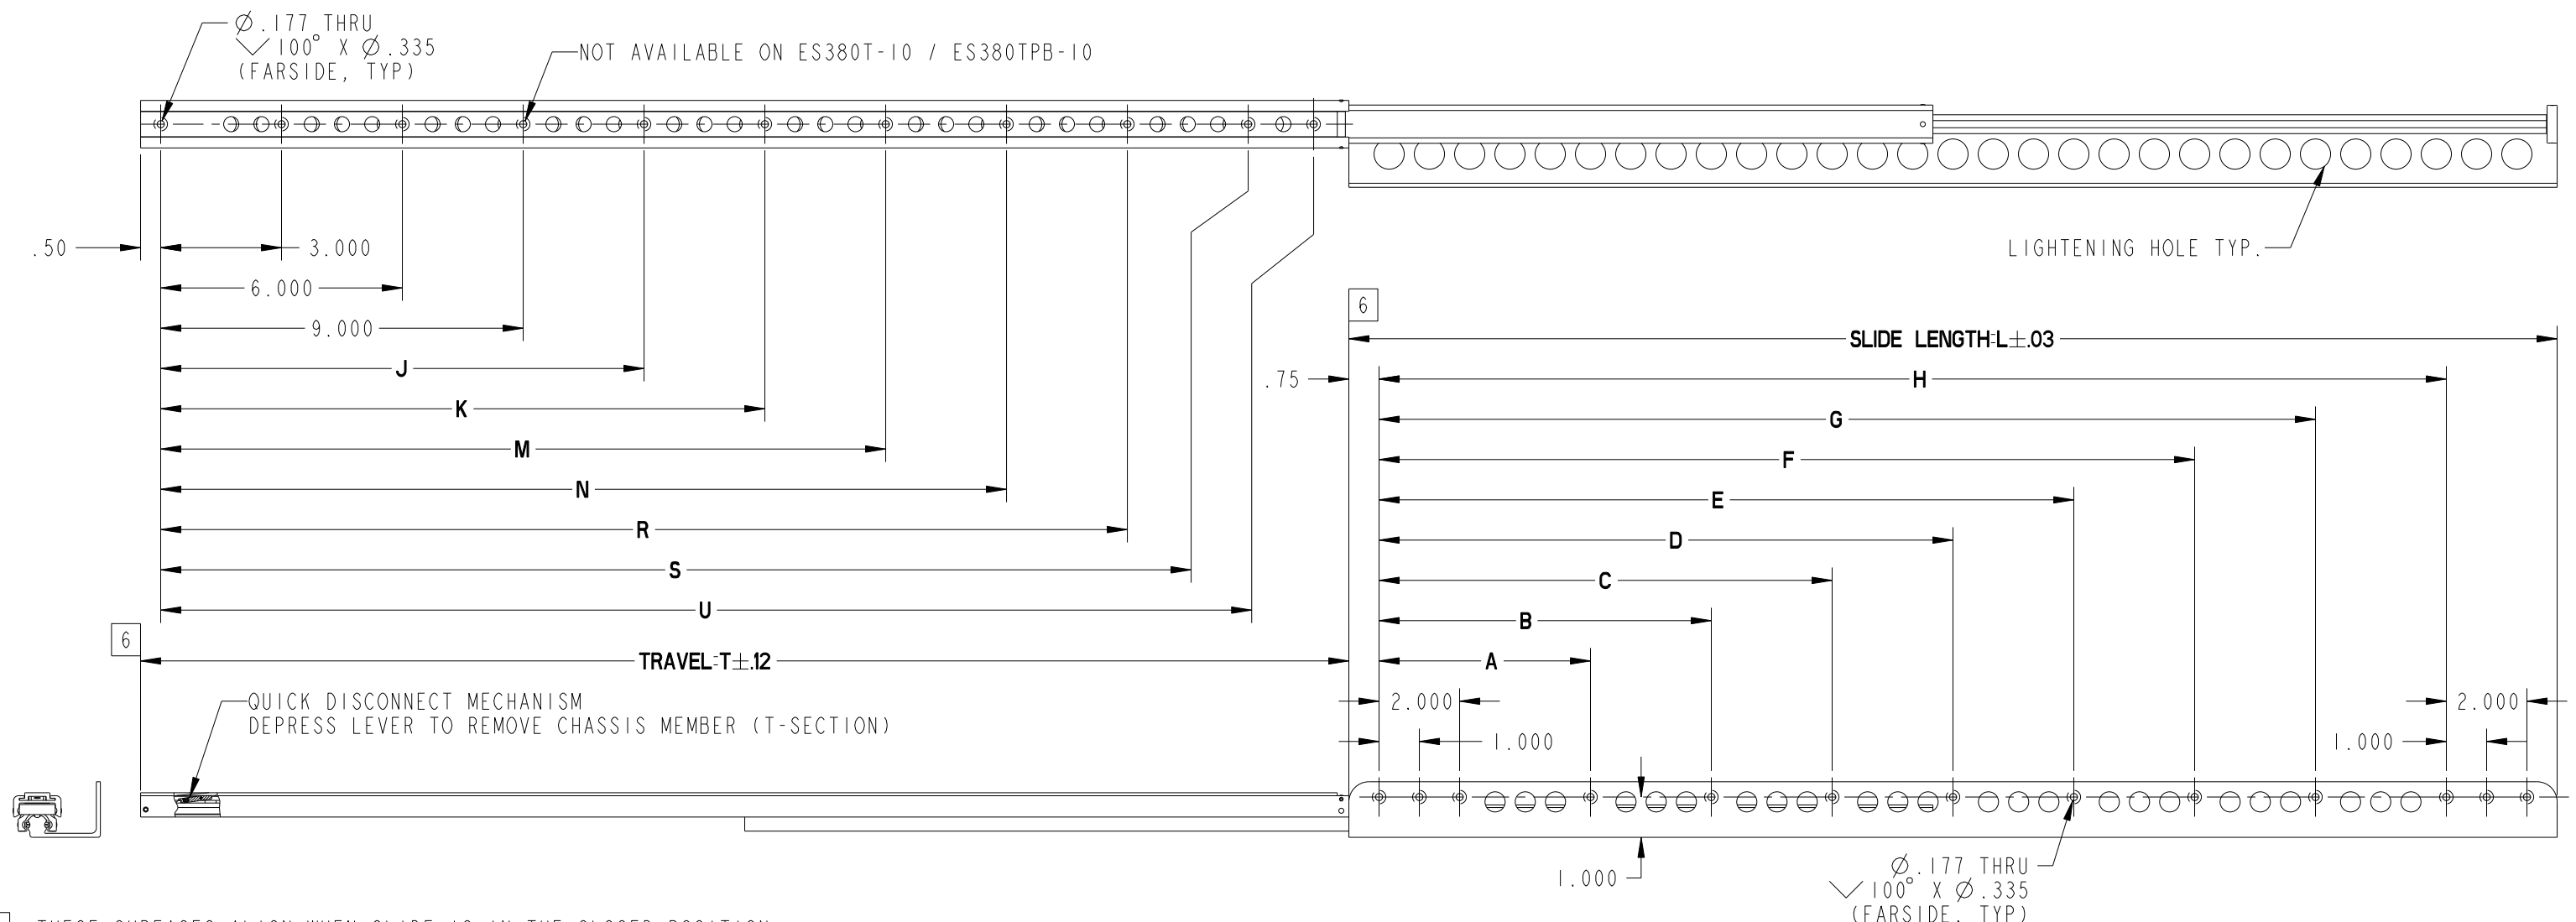 Ø.177 THRU
100° X Ø.335
(FARSIDE, TYP)
NOT AVAILABLE ON ES380T-10 / ES380TPB-10
.50
3.000
LIGHTENING HOLE TYP.
6.000
6
9.000
SLIDE LENGTH=L±.03
J
.75
H
K
G
M
F
N
E
R
D
S
C
U
B
6
TRAVEL=T±.12
A
QUICK DISCONNECT MECHANISM
DEPRESS LEVER TO REMOVE CHASSIS MEMBER (T-SECTION)
2.000
2.000
1.000
1.000
1.000
Ø.177 THRU
100° X Ø.335
(FARSIDE, TYP)